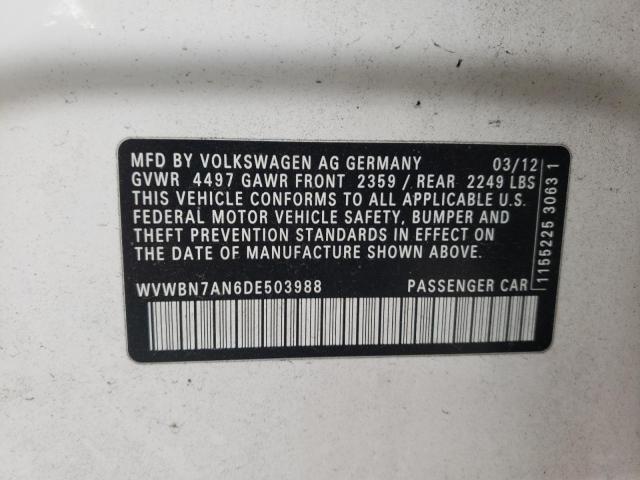 MFD BY VOLKSWAGEN AG GERMANY 03/12
GVWR 4497 GAWR FRONT 2359 / REAR 2249 LBS
THIS VEHICLE CONFORMS TO ALL APPLICABLE U.S.
FEDERAL MOTOR VEHICLE SAFETY, BUMPER AND
THEFT PREVENTION STANDARDS IN EFFECT ON
THE DATE OF MANUFACTURE SHOWN ABOVE.
WVWBN7AN6DE503988 PASSENGER CAR
1155225 3063 1